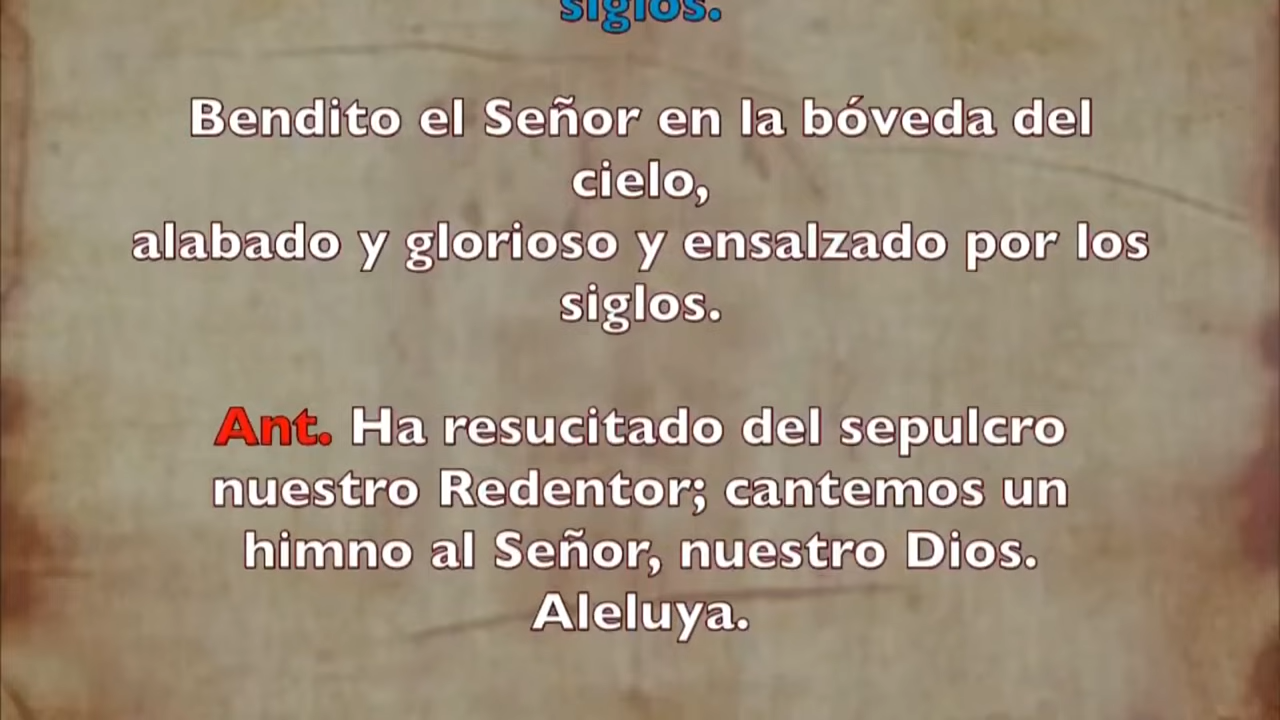 siglos.
Bendito el Señor en la bóveda del
cielo,
alabado y glorioso y ensalzado por los
siglos.
Ant. Ha resucitado del sepulcro
nuestro Redentor; cantemos un
himno al Señor, nuestro Dios.
Aleluya.